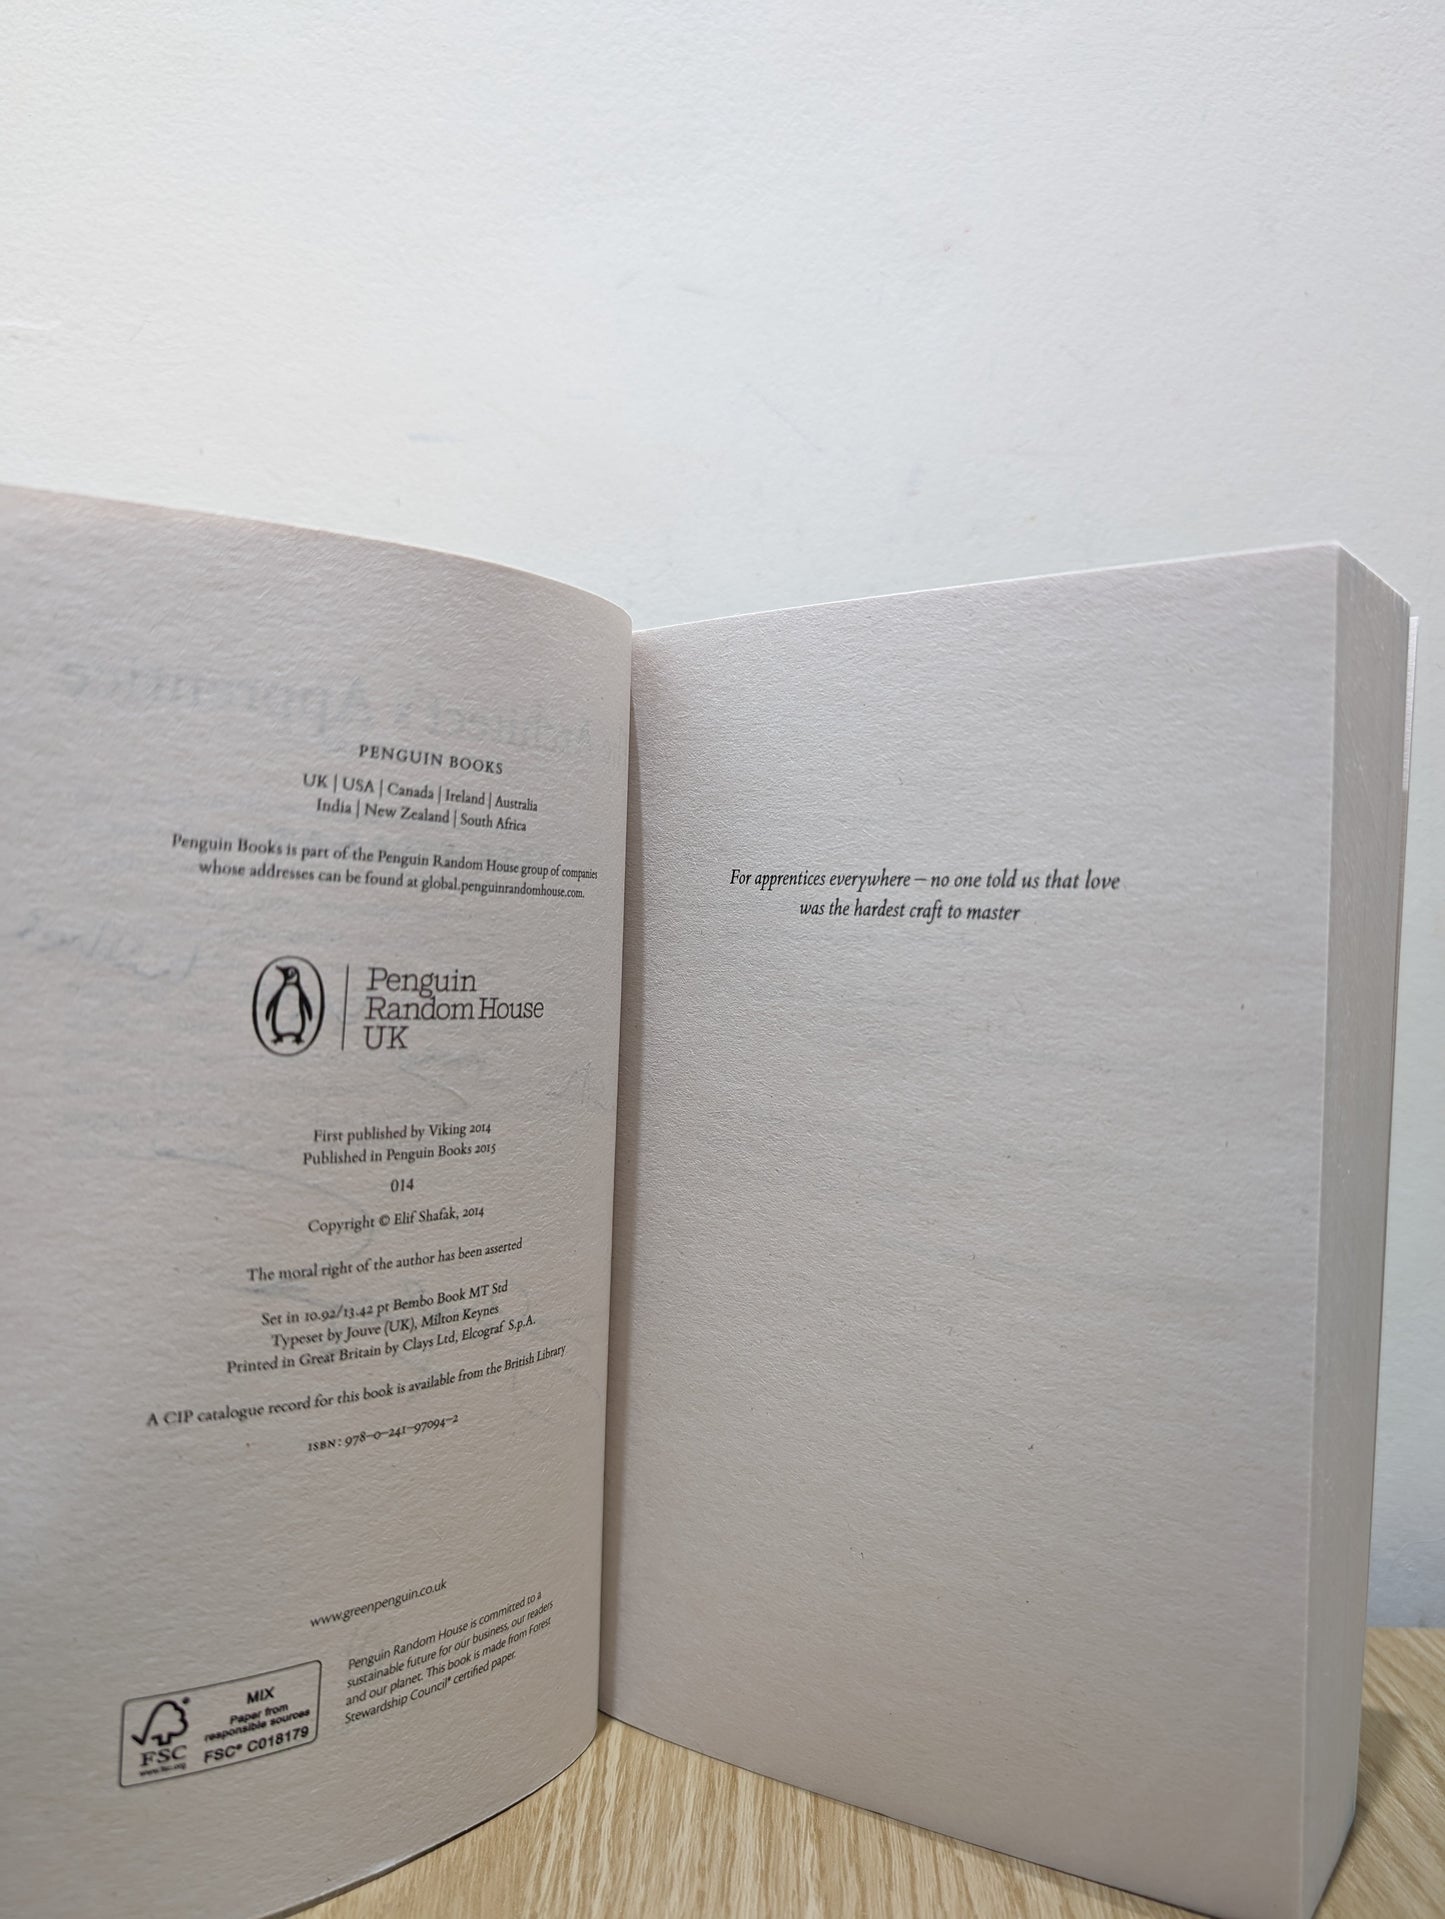 PENGUIN BOOKS
UK | USA | Canada | Ireland | Australia
India | New Zealand | South Africa
Penguin Books is part of the Penguin Random House group of companies
whose addresses can be found at global.penguinrandomhouse.com.
Penguin
Random House
UK
First published by Viking 2014
Published in Penguin Books 2015
014
Copyright © Elif Shafak, 2014
The moral right of the author has been asserted
Set in 10.92/13.42 pt Bembo Book MT Std
Typeset by Jouve (UK), Milton Keynes
Printed in Great Britain by Clays Ltd, Elcograf S.p.A.
A CIP catalogue record for this book is available from the British Library
ISBN: 978-0-241-97094-2
www.greenpenguin.co.uk
MIX
Paper from
responsible sources
FSC® C018179
FSC
www.fsc.org
Penguin Random House is committed to a
sustainable future for our business, our readers
and our planet. This book is made from Forest
Stewardship Council® certified paper.
For apprentices everywhere – no one told us that love
was the hardest craft to master